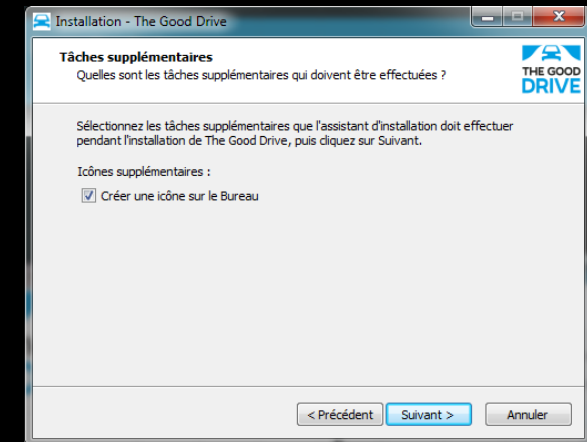 Installation - The Good Drive
Tâches supplémentaires
Quelles sont les tâches supplémentaires qui doivent être effectuées ?
THE GOOD
DRIVE
Sélectionnez les tâches supplémentaires que l'assistant d'installation doit effectuer
pendant l'installation de The Good Drive, puis cliquez sur Suivant.
Icônes supplémentaires :
Créer une icône sur le Bureau
< Précédent Suivant > Annuler